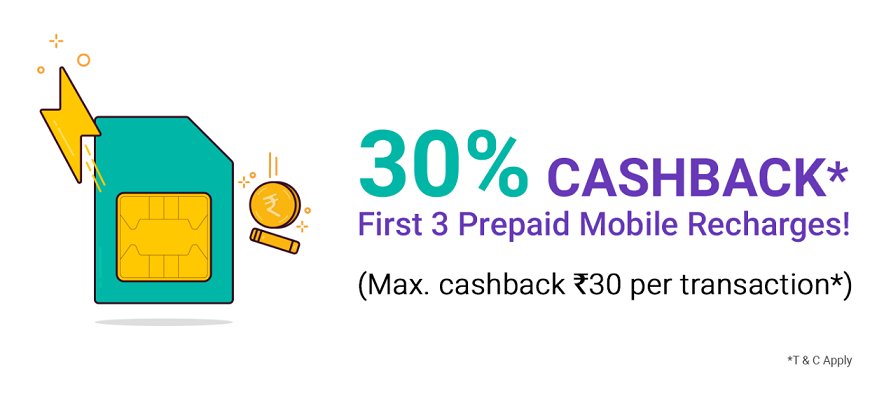 30% CASHBACK*
First 3 Prepaid Mobile Recharges!
(Max. cashback ₹30 per transaction*)
₹
*T & C Apply